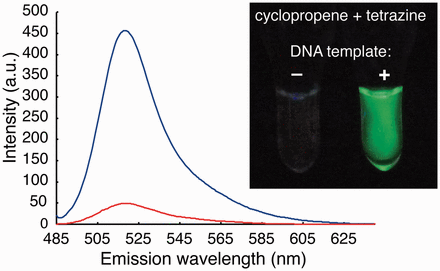 500
450
400
350
300
250
200
150
100
50
0
Intensity (a.u.)
485 505 525 545 565 585 605 625
Emission wavelength (nm)
cyclopropene + tetrazine
DNA template:
– +